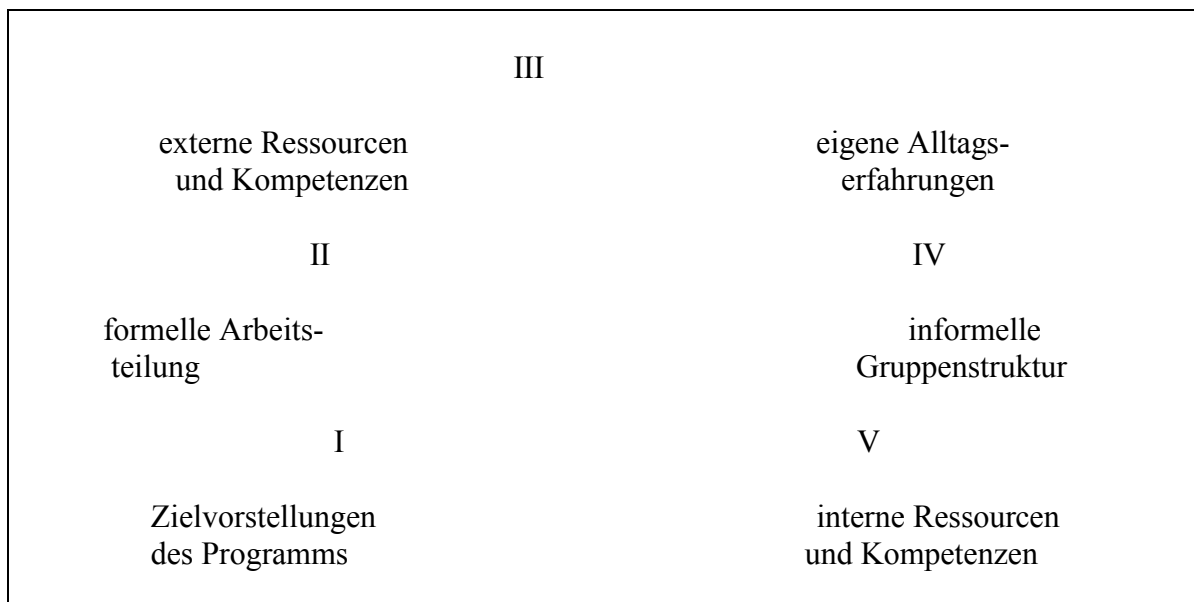 III
externe Ressourcen
und Kompetenzen
eigene Alltags-
erfahrungen
II
IV
formelle Arbeits-
teilung
informelle
Gruppenstruktur
I
V
Zielvorstellungen
des Programms
interne Ressourcen
und Kompetenzen